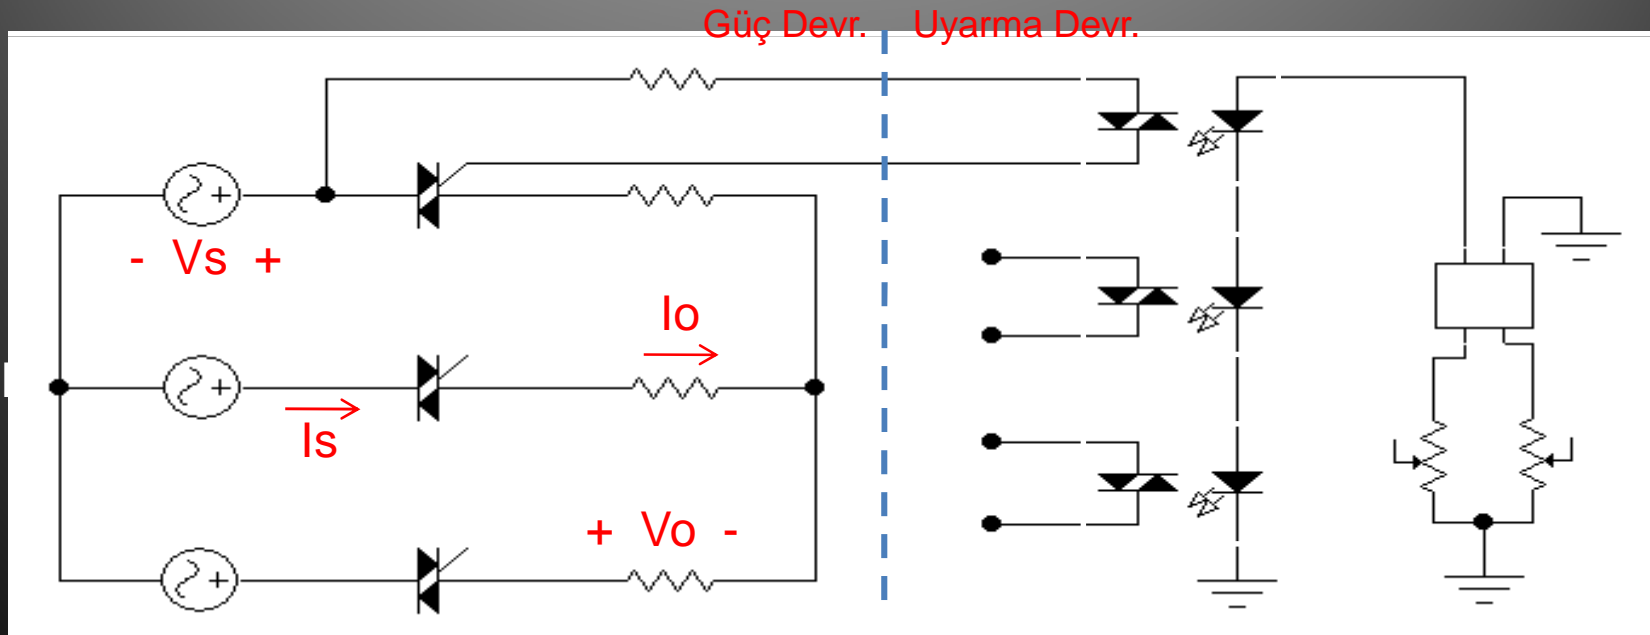 Güç Devr.
Uyarma Devr.
- Vs +
Io
Is
+ Vo -